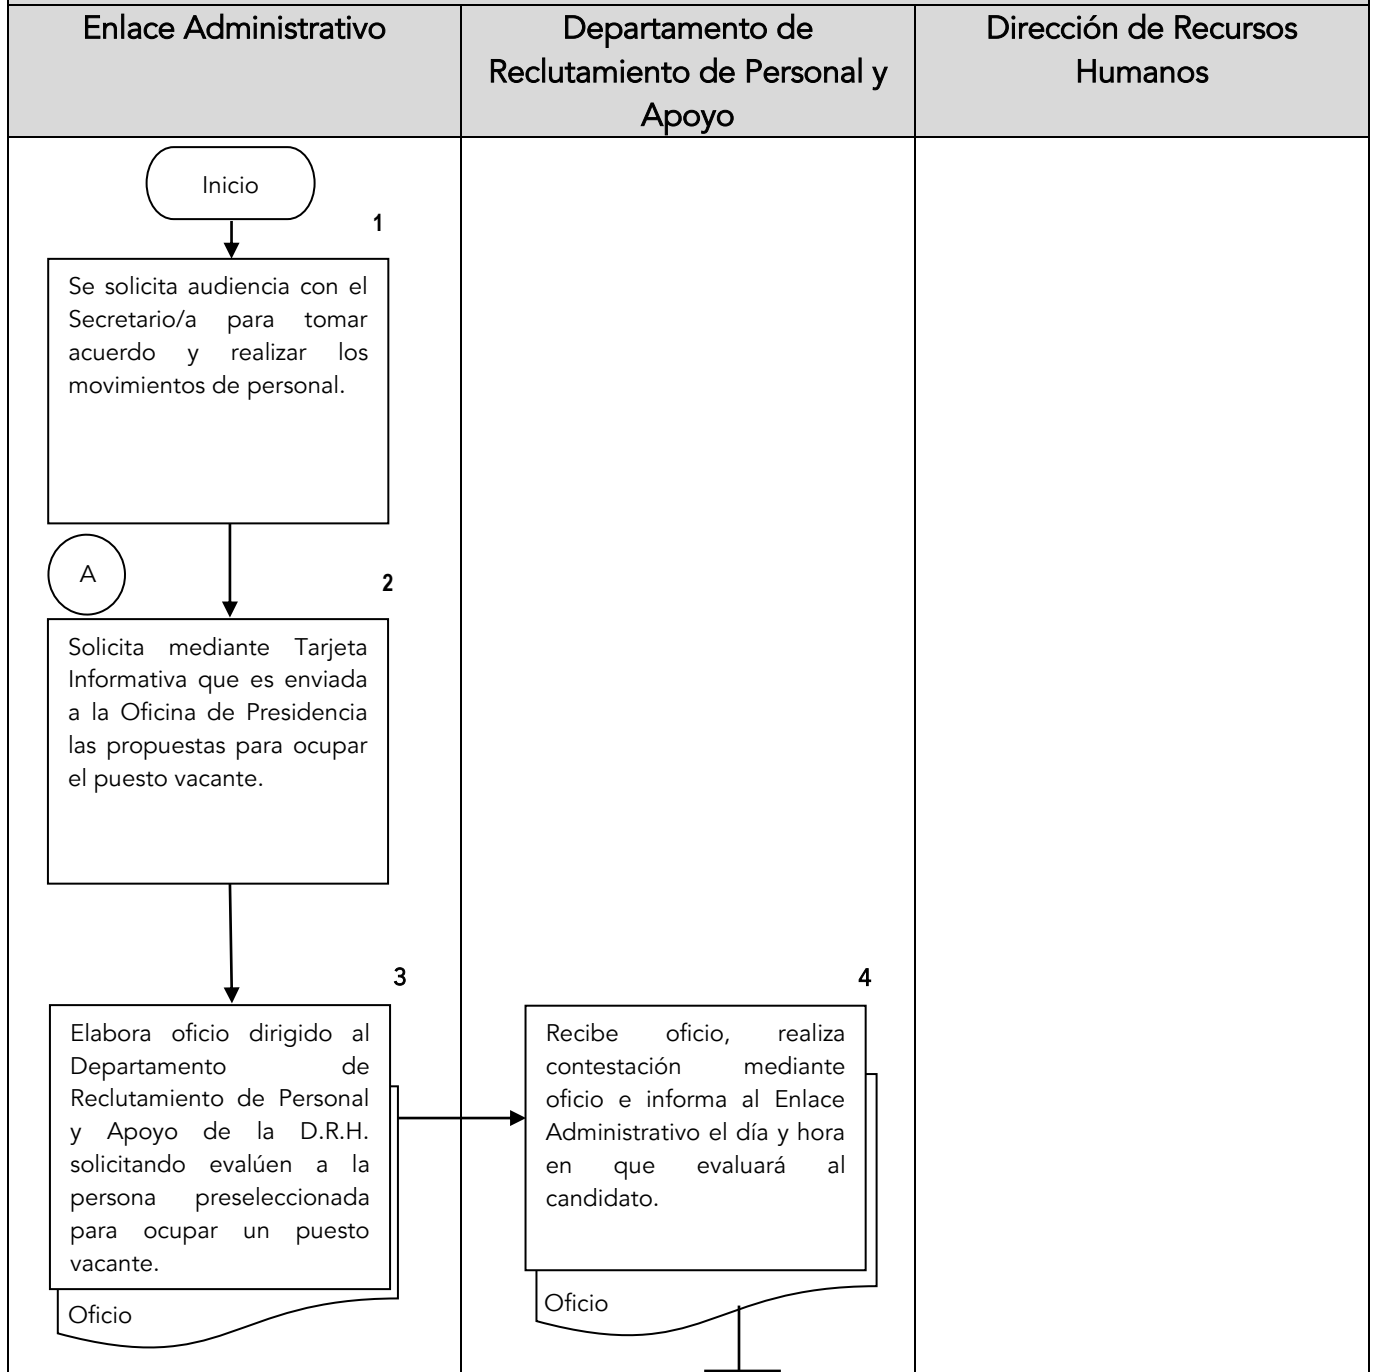 Enlace Administrativo
Departamento de
Reclutamiento de Personal y
Apoyo
Dirección de Recursos
Humanos
Inicio
1
Se solicita audiencia con el
Secretario/a para tomar
acuerdo y realizar los
movimientos de personal.
A
2
Solicita mediante Tarjeta
Informativa que es enviada
a la Oficina de Presidencia
las propuestas para ocupar
el puesto vacante.
3
Elabora oficio dirigido al
Departamento de
Reclutamiento de Personal
y Apoyo de la D.R.H.
solicitando evalúen a la
persona preseleccionada
para ocupar un puesto
vacante.
Oficio
4
Recibe oficio, realiza
contestación mediante
oficio e informa al Enlace
Administrativo el día y hora
en que evaluará al
candidato.
Oficio